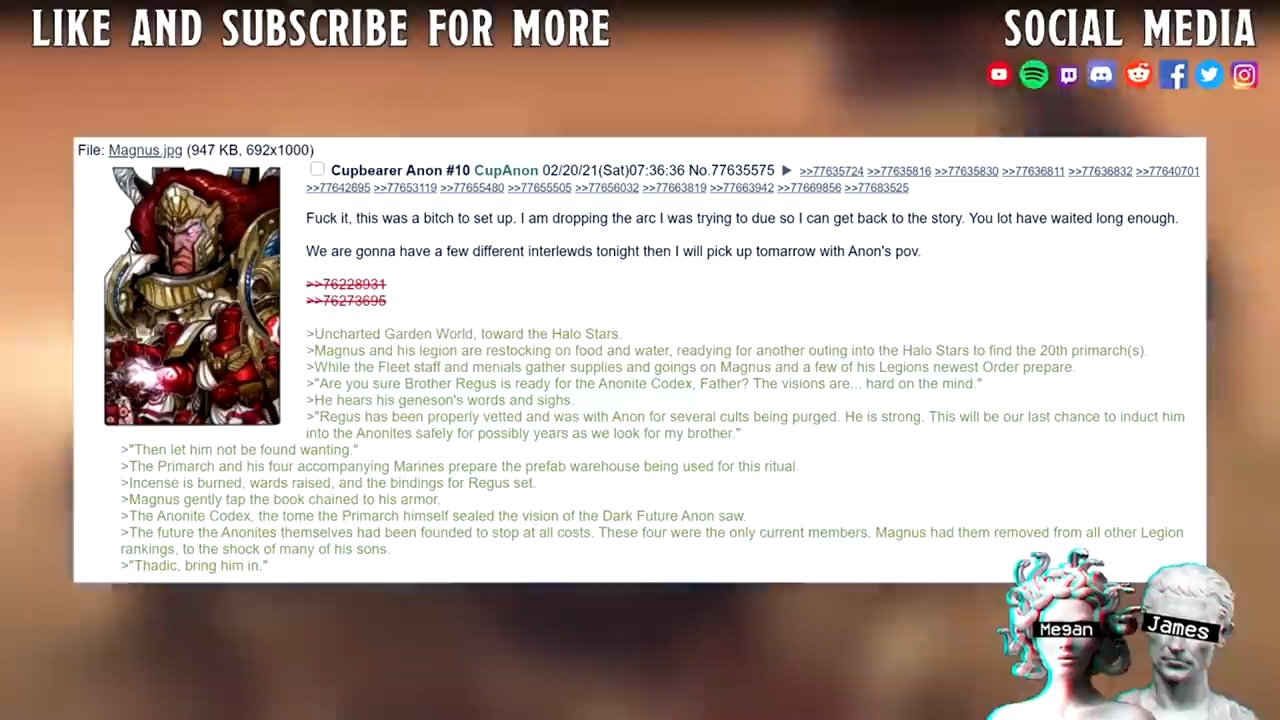 LIKE AND SUBSCRIBE FOR MORE
SOCIAL MEDIA
File: Magnus.jpg (947 KB, 692x1000)
Cupbearer Anon #10 CupAnon 02/20/21(Sat)07:36:36 No.77635575 ▶ >>77635724 >>77635816 >>77635830 >>77636811 >>77636832 >>77640701
>>77642695 >>77653119 >>77655480 >>77655505 >>77656032 >>77663819 >>77663942 >>77669856 >>77683525
Fuck it, this was a bitch to set up. I am dropping the arc I was trying to due so I can get back to the story. You lot have waited long enough.
We are gonna have a few different interlewds tonight then I will pick up tomarrow with Anon's pov.
>>76228931
>>76273695
>Uncharted Garden World, toward the Halo Stars.
>Magnus and his legion are restocking on food and water, readying for another outing into the Halo Stars to find the 20th primarch(s).
>While the Fleet staff and menials gather supplies and goings on Magnus and a few of his Legions newest Order prepare.
>"Are you sure Brother Regus is ready for the Anonite Codex, Father? The visions are... hard on the mind."
>He hears his geneson's words and sighs.
>"Regus has been properly vetted and was with Anon for several cults being purged. He is strong. This will be our last chance to induct him
into the Anonites safely for possibly years as we look for my brother."
>"Then let him not be found wanting."
>The Primarch and his four accompanying Marines prepare the prefab warehouse being used for this ritual.
>Incense is burned, wards raised, and the bindings for Regus set.
>Magnus gently tap the book chained to his armor.
>The Anonite Codex, the tome the Primarch himself sealed the vision of the Dark Future Anon saw.
>The future the Anonites themselves had been founded to stop at all costs. These four were the only current members. Magnus had them removed from all other Legion
rankings, to the shock of many of his sons.
>"Thadic, bring him in."
Megan
James